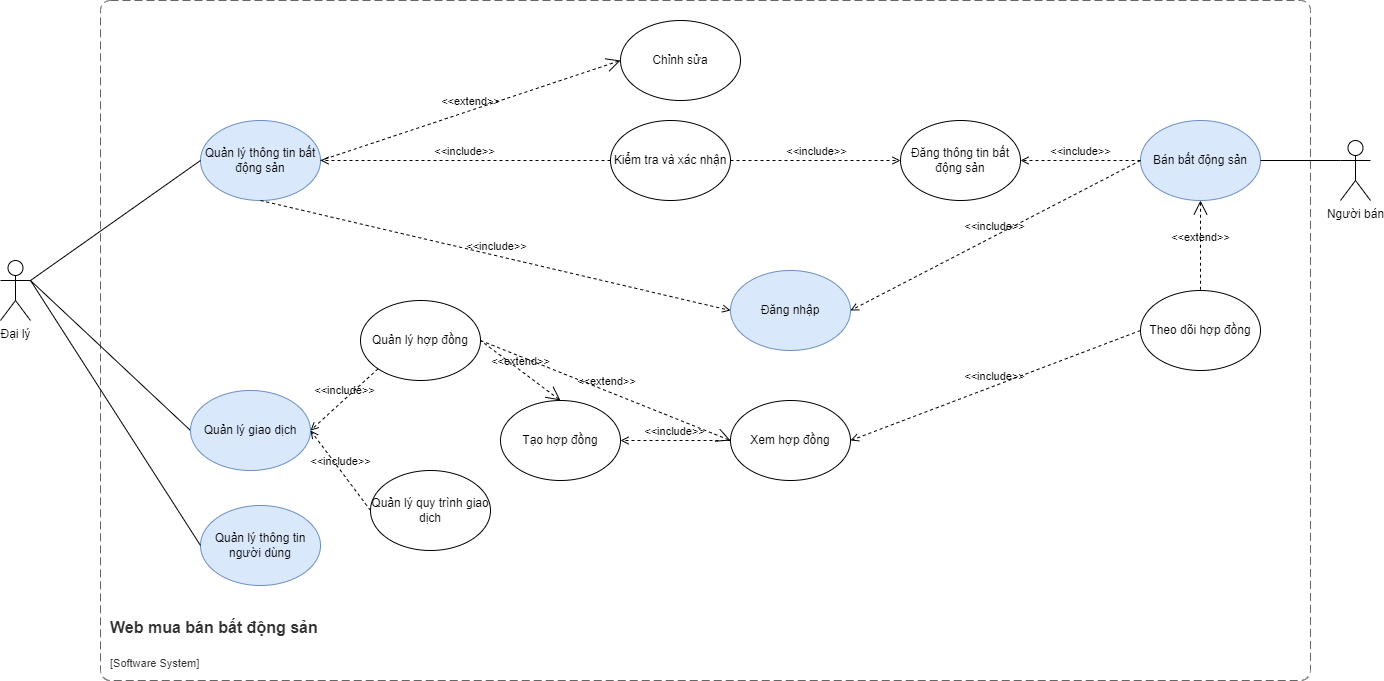 Chỉnh sửa
<<extend>>
Quản lý thông tin bất
động sản
<<include>>
Kiểm tra và xác nhận
<<include>>
Đăng thông tin bất
động sản
<<include>>
Bán bất động sản
Người bán
<<include>>
<<include>>
<<extend>>
Đại lý
Đăng nhập
Theo dõi hợp đồng
Quản lý hợp đồng
<<extend>>
<<extend>>
<<include>>
<<include>>
Quản lý giao dịch
Tạo hợp đồng
<<include>>
Xem hợp đồng
<<include>>
Quản lý quy trình giao
dịch
Quản lý thông tin
người dùng
Web mua bán bất động sản
[Software System]